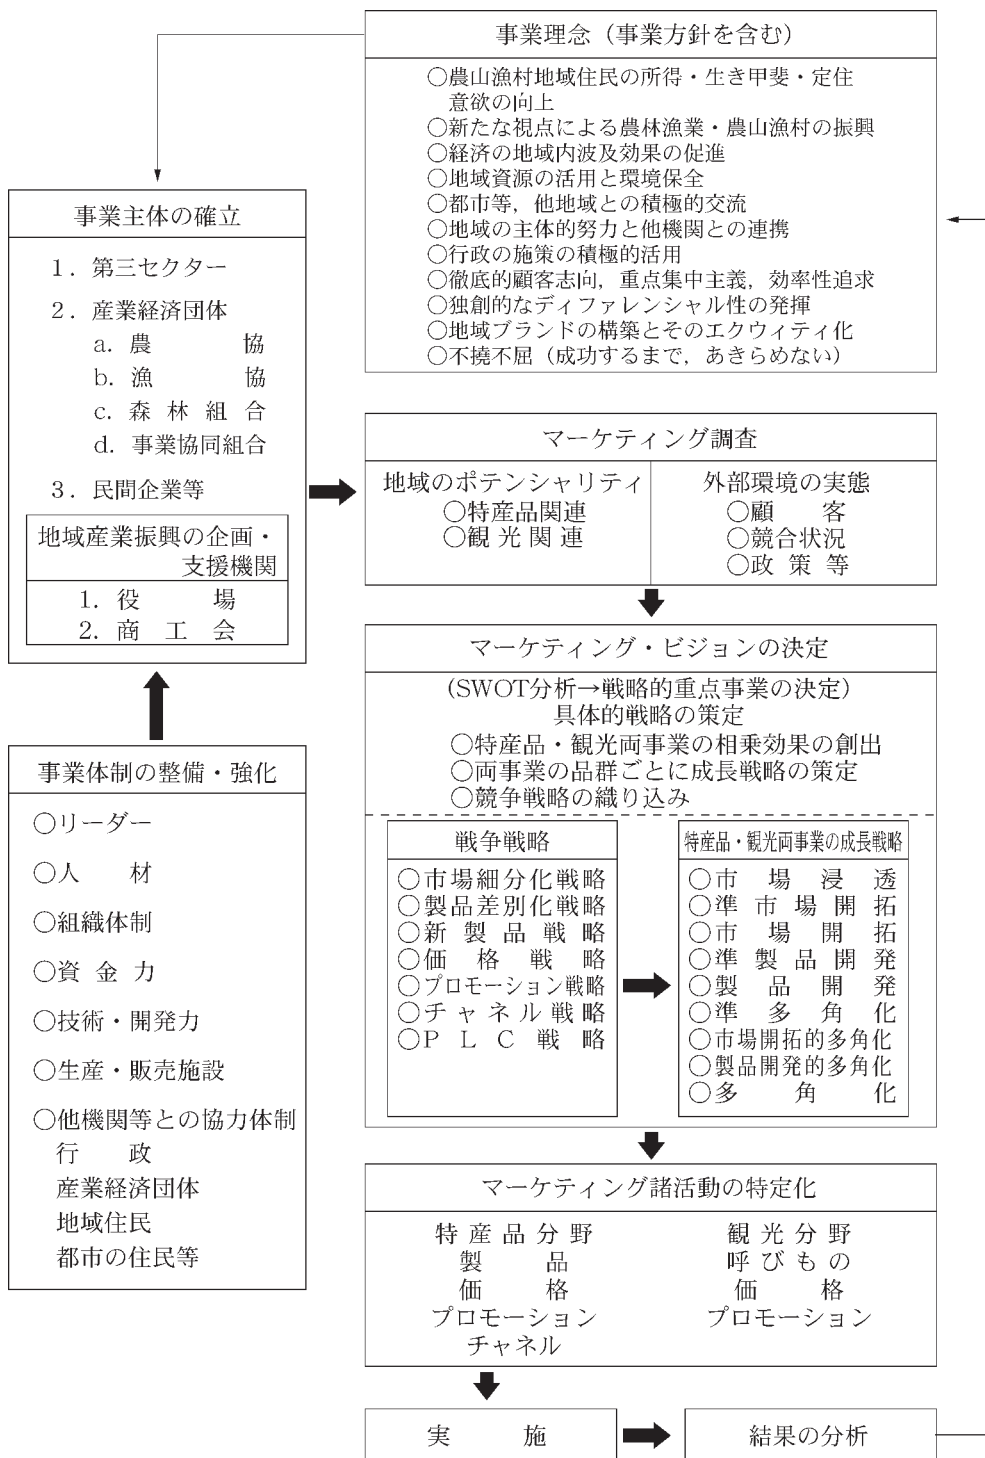 事業理念（事業方針を含む）
○農山漁村地域住民の所得・生き甲斐・定住
意欲の向上
○新たな視点による農林漁業・農山漁村の振興
○経済の地域内波及効果の促進
○地域資源の活用と環境保全
○都市等，他地域との積極的交流
○地域の主体的努力と他機関との連携
○行政の施策の積極的活用
○徹底的顧客志向，重点集中主義，効率性追求
○独創的なディファレンシャル性の発揮
○地域ブランドの構築とそのエクウィティ化
○不撓不屈（成功するまで，あきらめない）
事業主体の確立
1．第三セクター
2．産業経済団体
a．農　協
b．漁　協
c．森林組合
d．事業協同組合
3．民間企業等
地域産業振興の企画・
支援機関
1．役　場
2．商工会
事業体制の整備・強化
○リーダー
○人　材
○組織体制
○資金力
○技術・開発力
○生産・販売施設
○他機関等との協力体制
行　政
産業経済団体
地域住民
都市の住民等
マーケティング調査
地域のポテンシャリティ
○特産品関連
○観光関連
外部環境の実態
○顧　客
○競合状況
○政策等
マーケティング・ビジョンの決定
（SWOT分析→戦略的重点事業の決定）
具体的戦略の策定
○特産品・観光両事業の相乗効果の創出
○両事業の品群ごとに成長戦略の策定
○競争戦略の織り込み
戦争戦略
○市場細分化戦略
○製品差別化戦略
○新製品戦略
○価格戦略
○プロモーション戦略
○チャネル戦略
○PLC戦略
特産品・観光両事業の成長戦略
○市場浸透
○準市場開拓
○市場開拓
○準製品開発
○製品開発
○準多角化
○市場開拓的多角化
○製品開発的多角化
○多角化
マーケティング諸活動の特定化
特産品分野
製　品
価　格
プロモーション
チャネル
観光分野
呼びもの
価　格
プロモーション
実　施
結果の分析